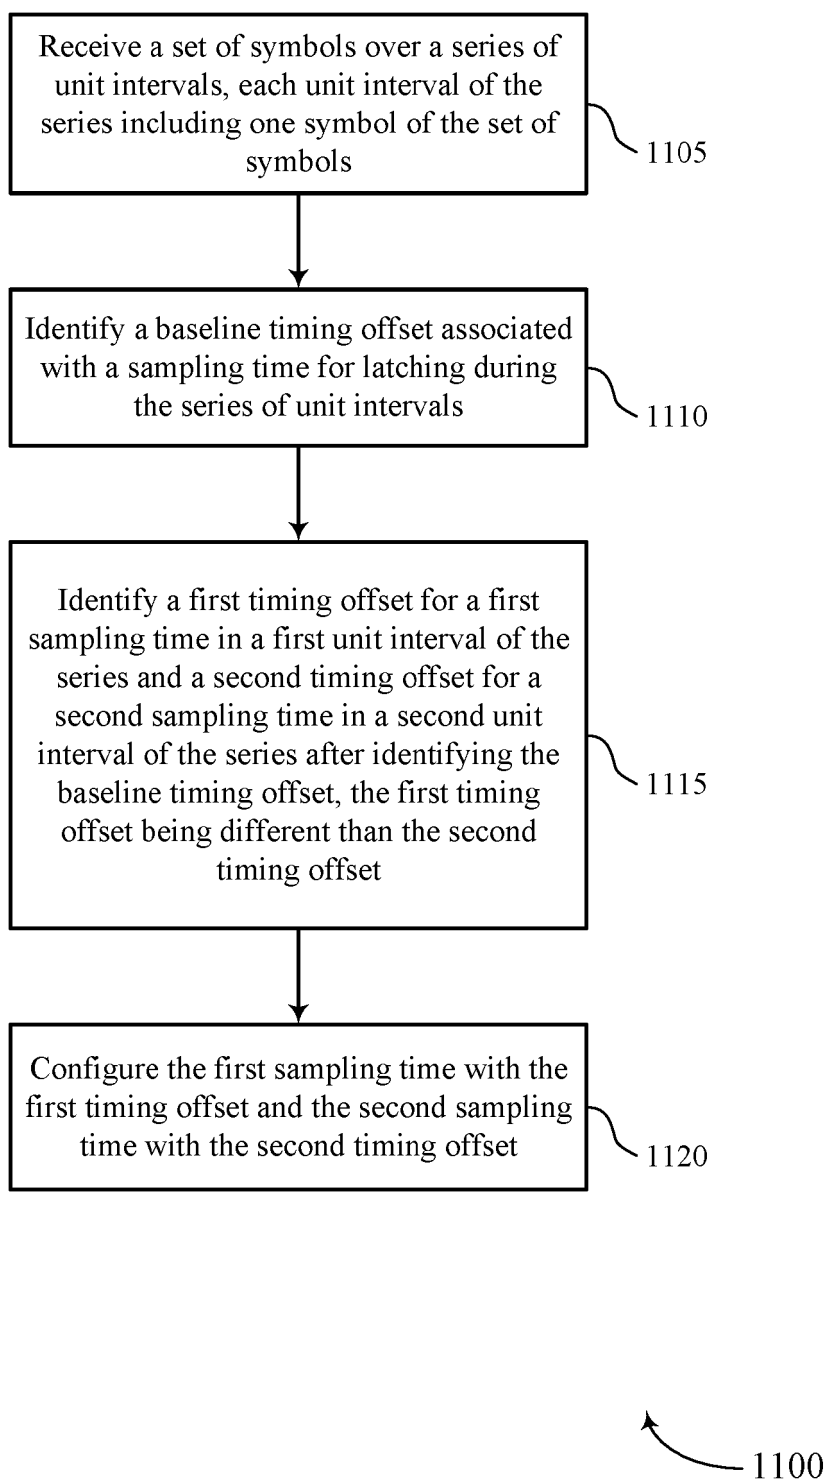 Receive a set of symbols over a series of
unit intervals, each unit interval of the
series including one symbol of the set of
symbols
1105
Identify a baseline timing offset associated
with a sampling time for latching during
the series of unit intervals
1110
Identify a first timing offset for a first
sampling time in a first unit interval of the
series and a second timing offset for a
second sampling time in a second unit
interval of the series after identifying the
baseline timing offset, the first timing
offset being different than the second
timing offset
1115
Configure the first sampling time with the
first timing offset and the second sampling
time with the second timing offset
1120
1100